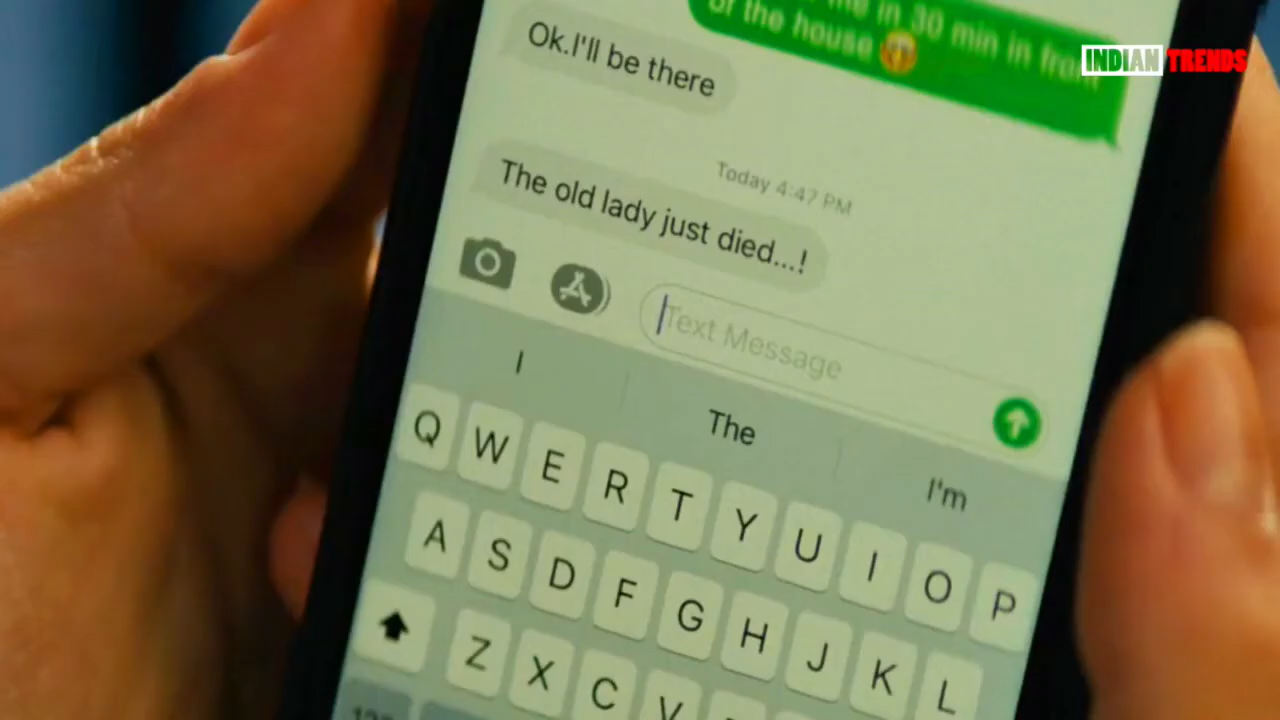 me in 30 min in front
of the house 😱
Ok.I'll be there
Today 4:47 PM
The old lady just died...!
Text Message
I The I'm
Q W E R T Y U I O P
A S D F G H J K L
Z X C V
INDIAN TRENDS